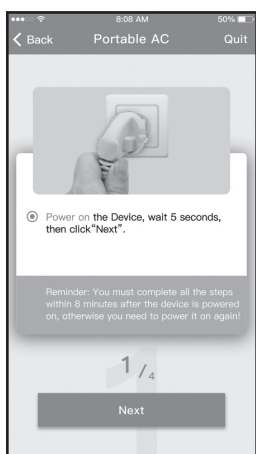 8:08 AM
50%
Back
Portable AC
Quit
Power on the Device, wait 5 seconds,
then click“Next”.
Reminder: You must complete all the steps
within 8 minutes after the device is powered
on, otherwise you need to power it on again!
1 / 4
Next